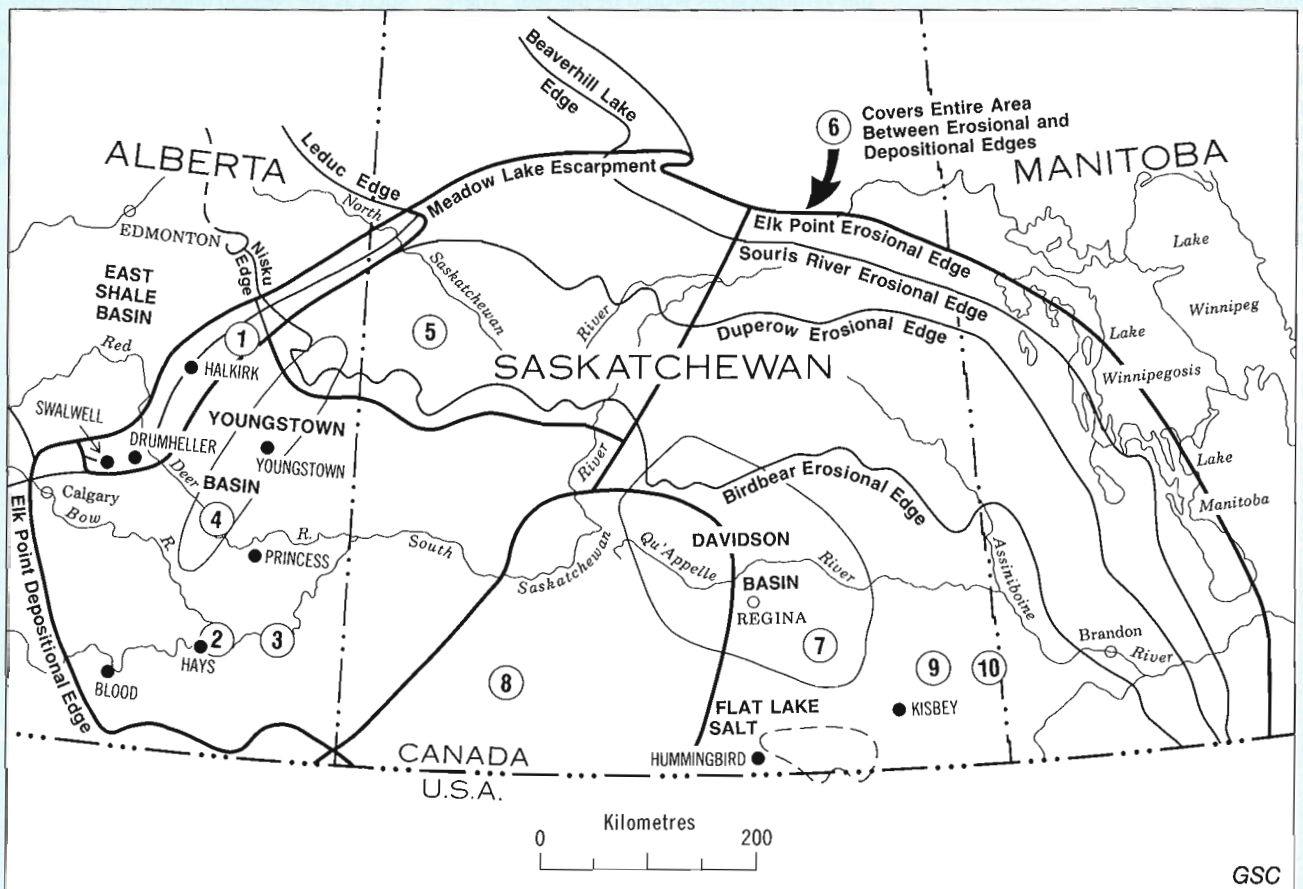 Beaverhill Lake
Edge
6
Covers Entire Area
Between Erosional and
Depositional Edges
ALBERTA
MANITOBA
Leduc Edge
Meadow Lake Escarpment
North
Saskatchewan
River
EDMONTON
Nisku
Edge
Elk Point Erosional Edge
Souris River Erosional Edge
Duperow Erosional Edge
Lake
Winnipeg
EAST
SHALE
BASIN
Red
1
5
SASKATCHEWAN
Lake
Winnipegosis
HALKIRK
SWALWELL
DRUMHELLER
YOUNGSTOWN
YOUNGSTOWN
BASIN
Deer
4
River
Birdbear Erosional Edge
Lake
Manitoba
Calgary
Bow
R.
R.
PRINCESS
South
Saskatchewan
Elk Point Depositional Edge
DAVIDSON
BASIN
Qu'Appelle
River
REGINA
Assiniboine
Brandon
River
2
3
HAYS
BLOOD
7
8
9
10
FLAT LAKE
SALT
KISBEY
HUMMINGBIRD
CANADA
U.S.A.
Kilometres
0
200
GSC